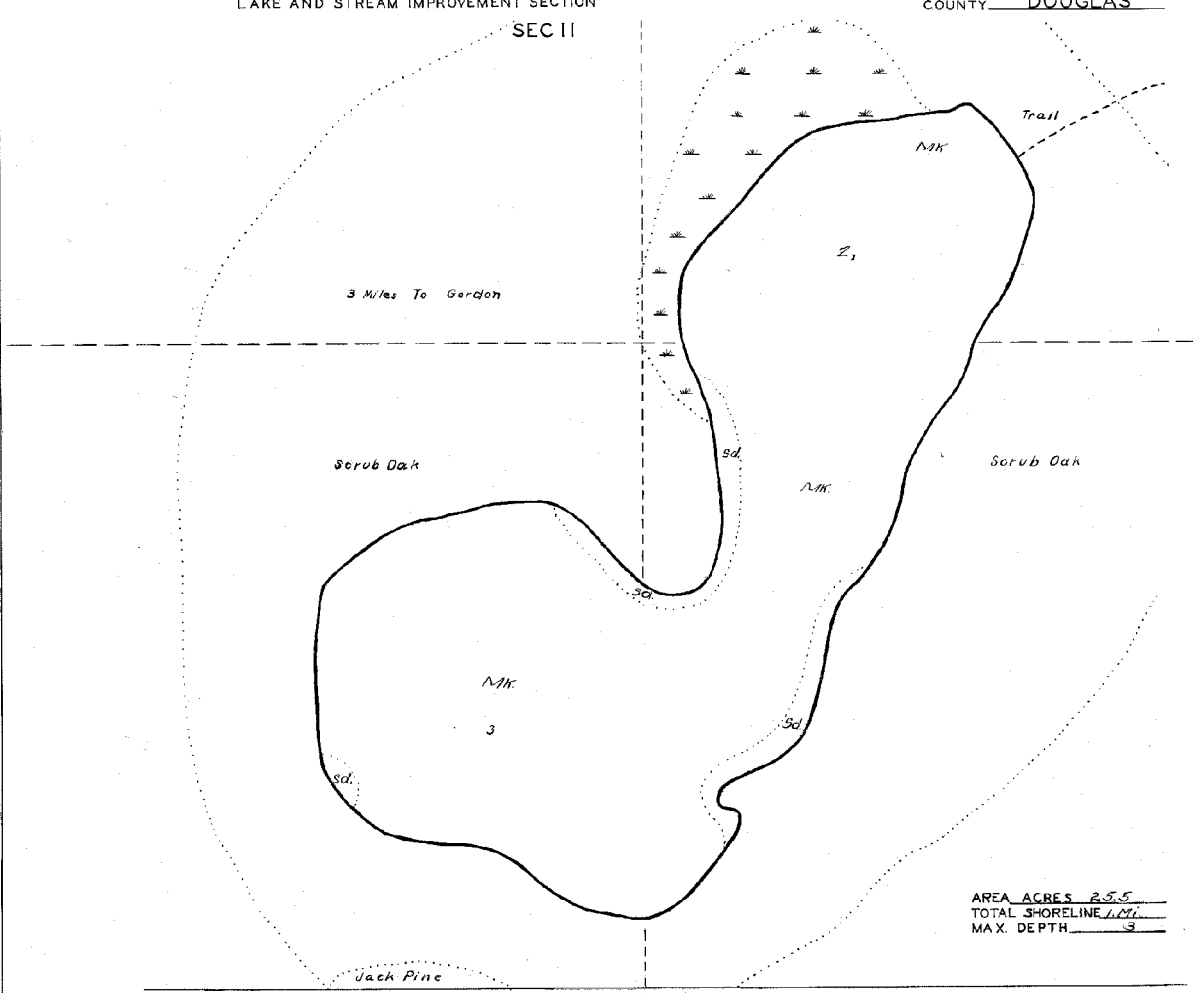 LAKE AND STREAM IMPROVEMENT SECTION
COUNTY DOUGLAS
SEC 11
Trail
MK
2,
3 Miles To Gordon
Scrub Oak
sd.
Scrub Oak
MK.
sd.
MK.
3
Sd.
sd.
AREA ACRES 25.5
TOTAL SHORELINE 1. Mi.
MAX. DEPTH 3
Jack Pine